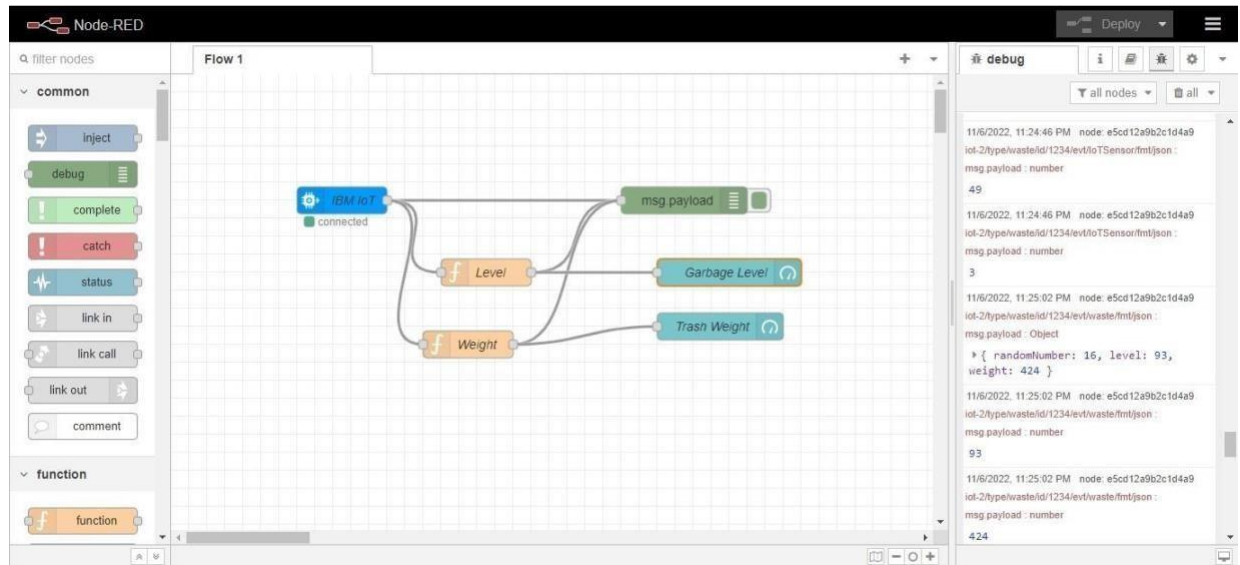 Node-RED
Deploy
filter nodes
Flow 1
debug
i
all nodes
all
common
inject
debug
complete
catch
status
link in
link call
link out
comment
function
function
IBM IoT
connected
msg.payload
Level
Garbage Level
Weight
Trash Weight
11/6/2022, 11:24:46 PM node: e5cd12a9b2c1d4a9
iot-2/type/waste/id/1234/evt/IoTSensor/fmt/json :
msg.payload : number
49
11/6/2022, 11:24:46 PM node: e5cd12a9b2c1d4a9
iot-2/type/waste/id/1234/evt/IoTSensor/fmt/json :
msg.payload : number
3
11/6/2022, 11:25:02 PM node: e5cd12a9b2c1d4a9
iot-2/type/waste/id/1234/evt/waste/fmt/json :
msg.payload : Object
{ randomNumber: 16, level: 93,
weight: 424 }
11/6/2022, 11:25:02 PM node: e5cd12a9b2c1d4a9
iot-2/type/waste/id/1234/evt/waste/fmt/json :
msg.payload : number
93
11/6/2022, 11:25:02 PM node: e5cd12a9b2c1d4a9
iot-2/type/waste/id/1234/evt/waste/fmt/json :
msg.payload : number
424